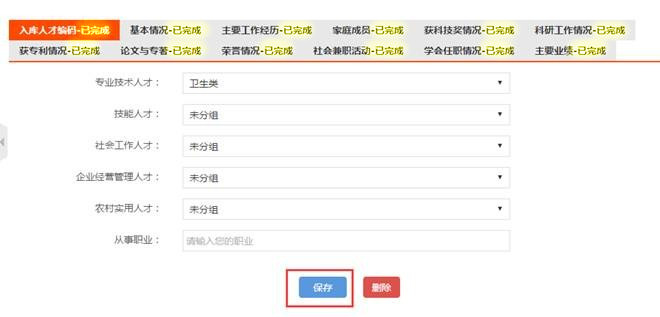 入库人才编码-已完成 基本情况-已完成 主要工作经历-已完成 家庭成员-已完成 获科技奖情况-已完成 科研工作情况-已完成
获专利情况-已完成 论文与专著-已完成 荣誉情况-已完成 社会兼职活动-已完成 学会任职情况-已完成 主要业绩-已完成
专业技术人才： 卫生类
技能人才： 未分组
社会工作人才： 未分组
企业经营管理人才： 未分组
农村实用人才： 未分组
从事职业： 请输入您的职业
保存 删除